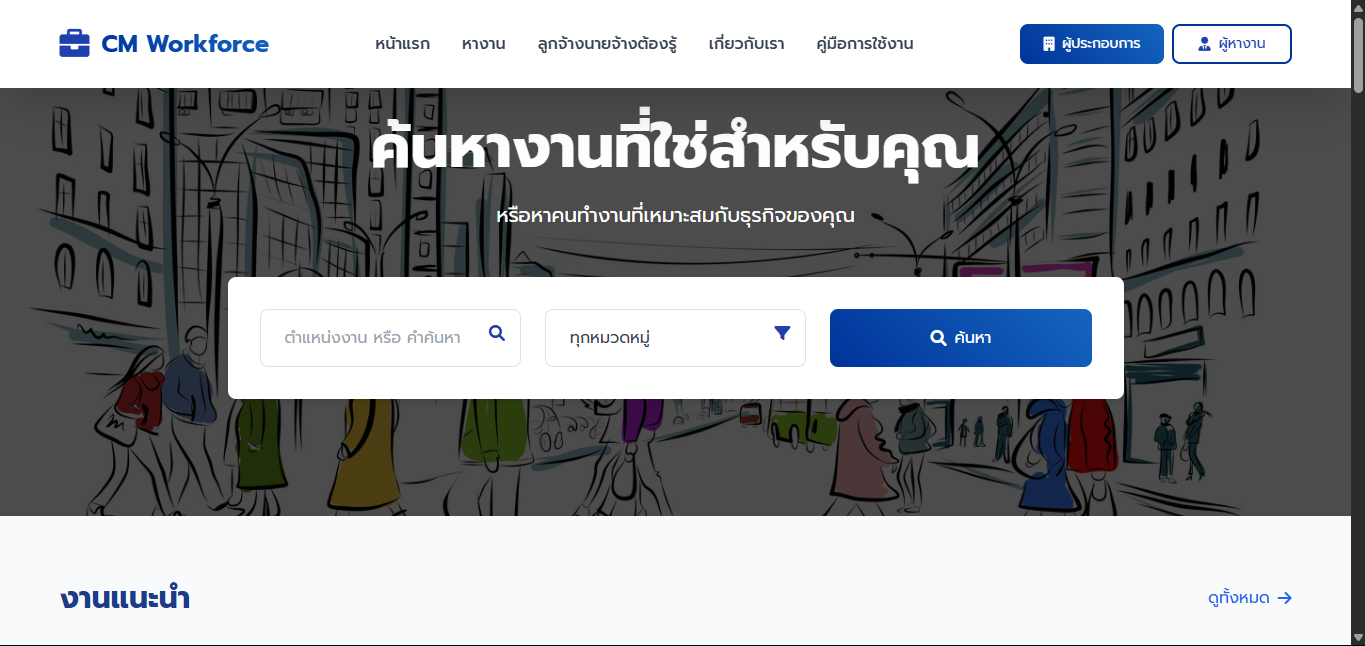 CM Workforce
หน้าแรก
หางาน
ลูกจ้างนายจ้างต้องรู้
เกี่ยวกับเรา
คู่มือการใช้งาน
ผู้ประกอบการ
ผู้หางาน
ค้นหางานที่ใช่สำหรับคุณ
หรือหาคนทำงานที่เหมาะสมกับธุรกิจของคุณ
ตำแหน่งงาน หรือ คำค้นหา
ทุกหมวดหมู่
ค้นหา
งานแนะนำ
ดูทั้งหมด